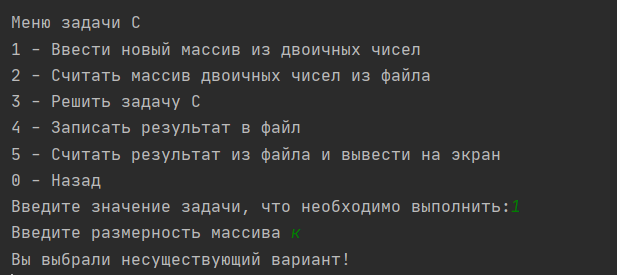 Меню задачи C
1 - Ввести новый массив из двоичных чисел
2 - Считать массив двоичных чисел из файла
3 - Решить задачу C
4 - Записать результат в файл
5 - Считать результат из файла и вывести на экран
0 - Назад
Введите значение задачи, что необходимо выполнить:1
Введите размерность массива к
Вы выбрали несуществующий вариант!